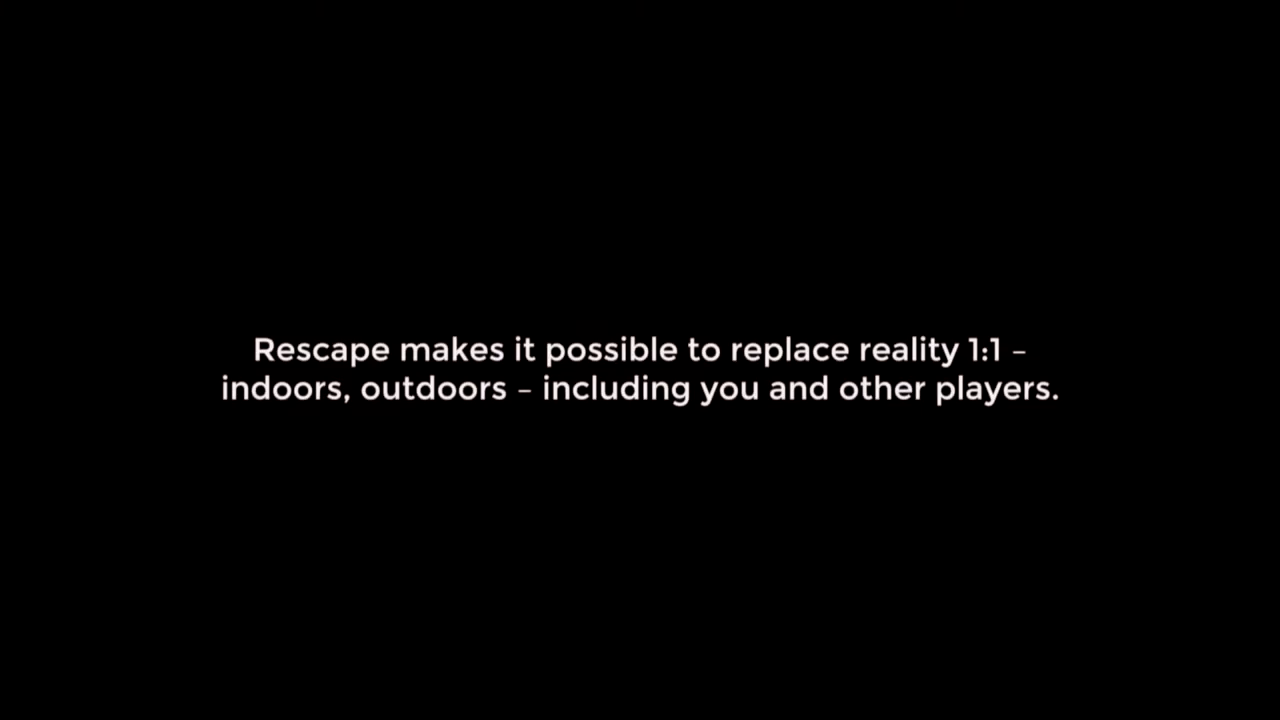 Rescape makes it possible to replace reality 1:1 –
indoors, outdoors – including you and other players.